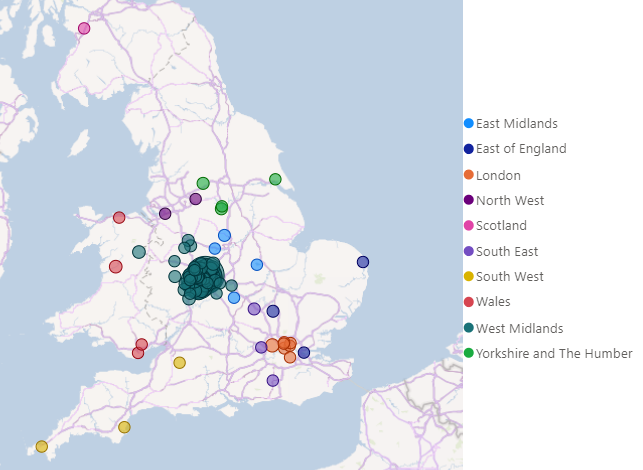 East Midlands
East of England
London
North West
Scotland
South East
South West
Wales
West Midlands
Yorkshire and The Humber